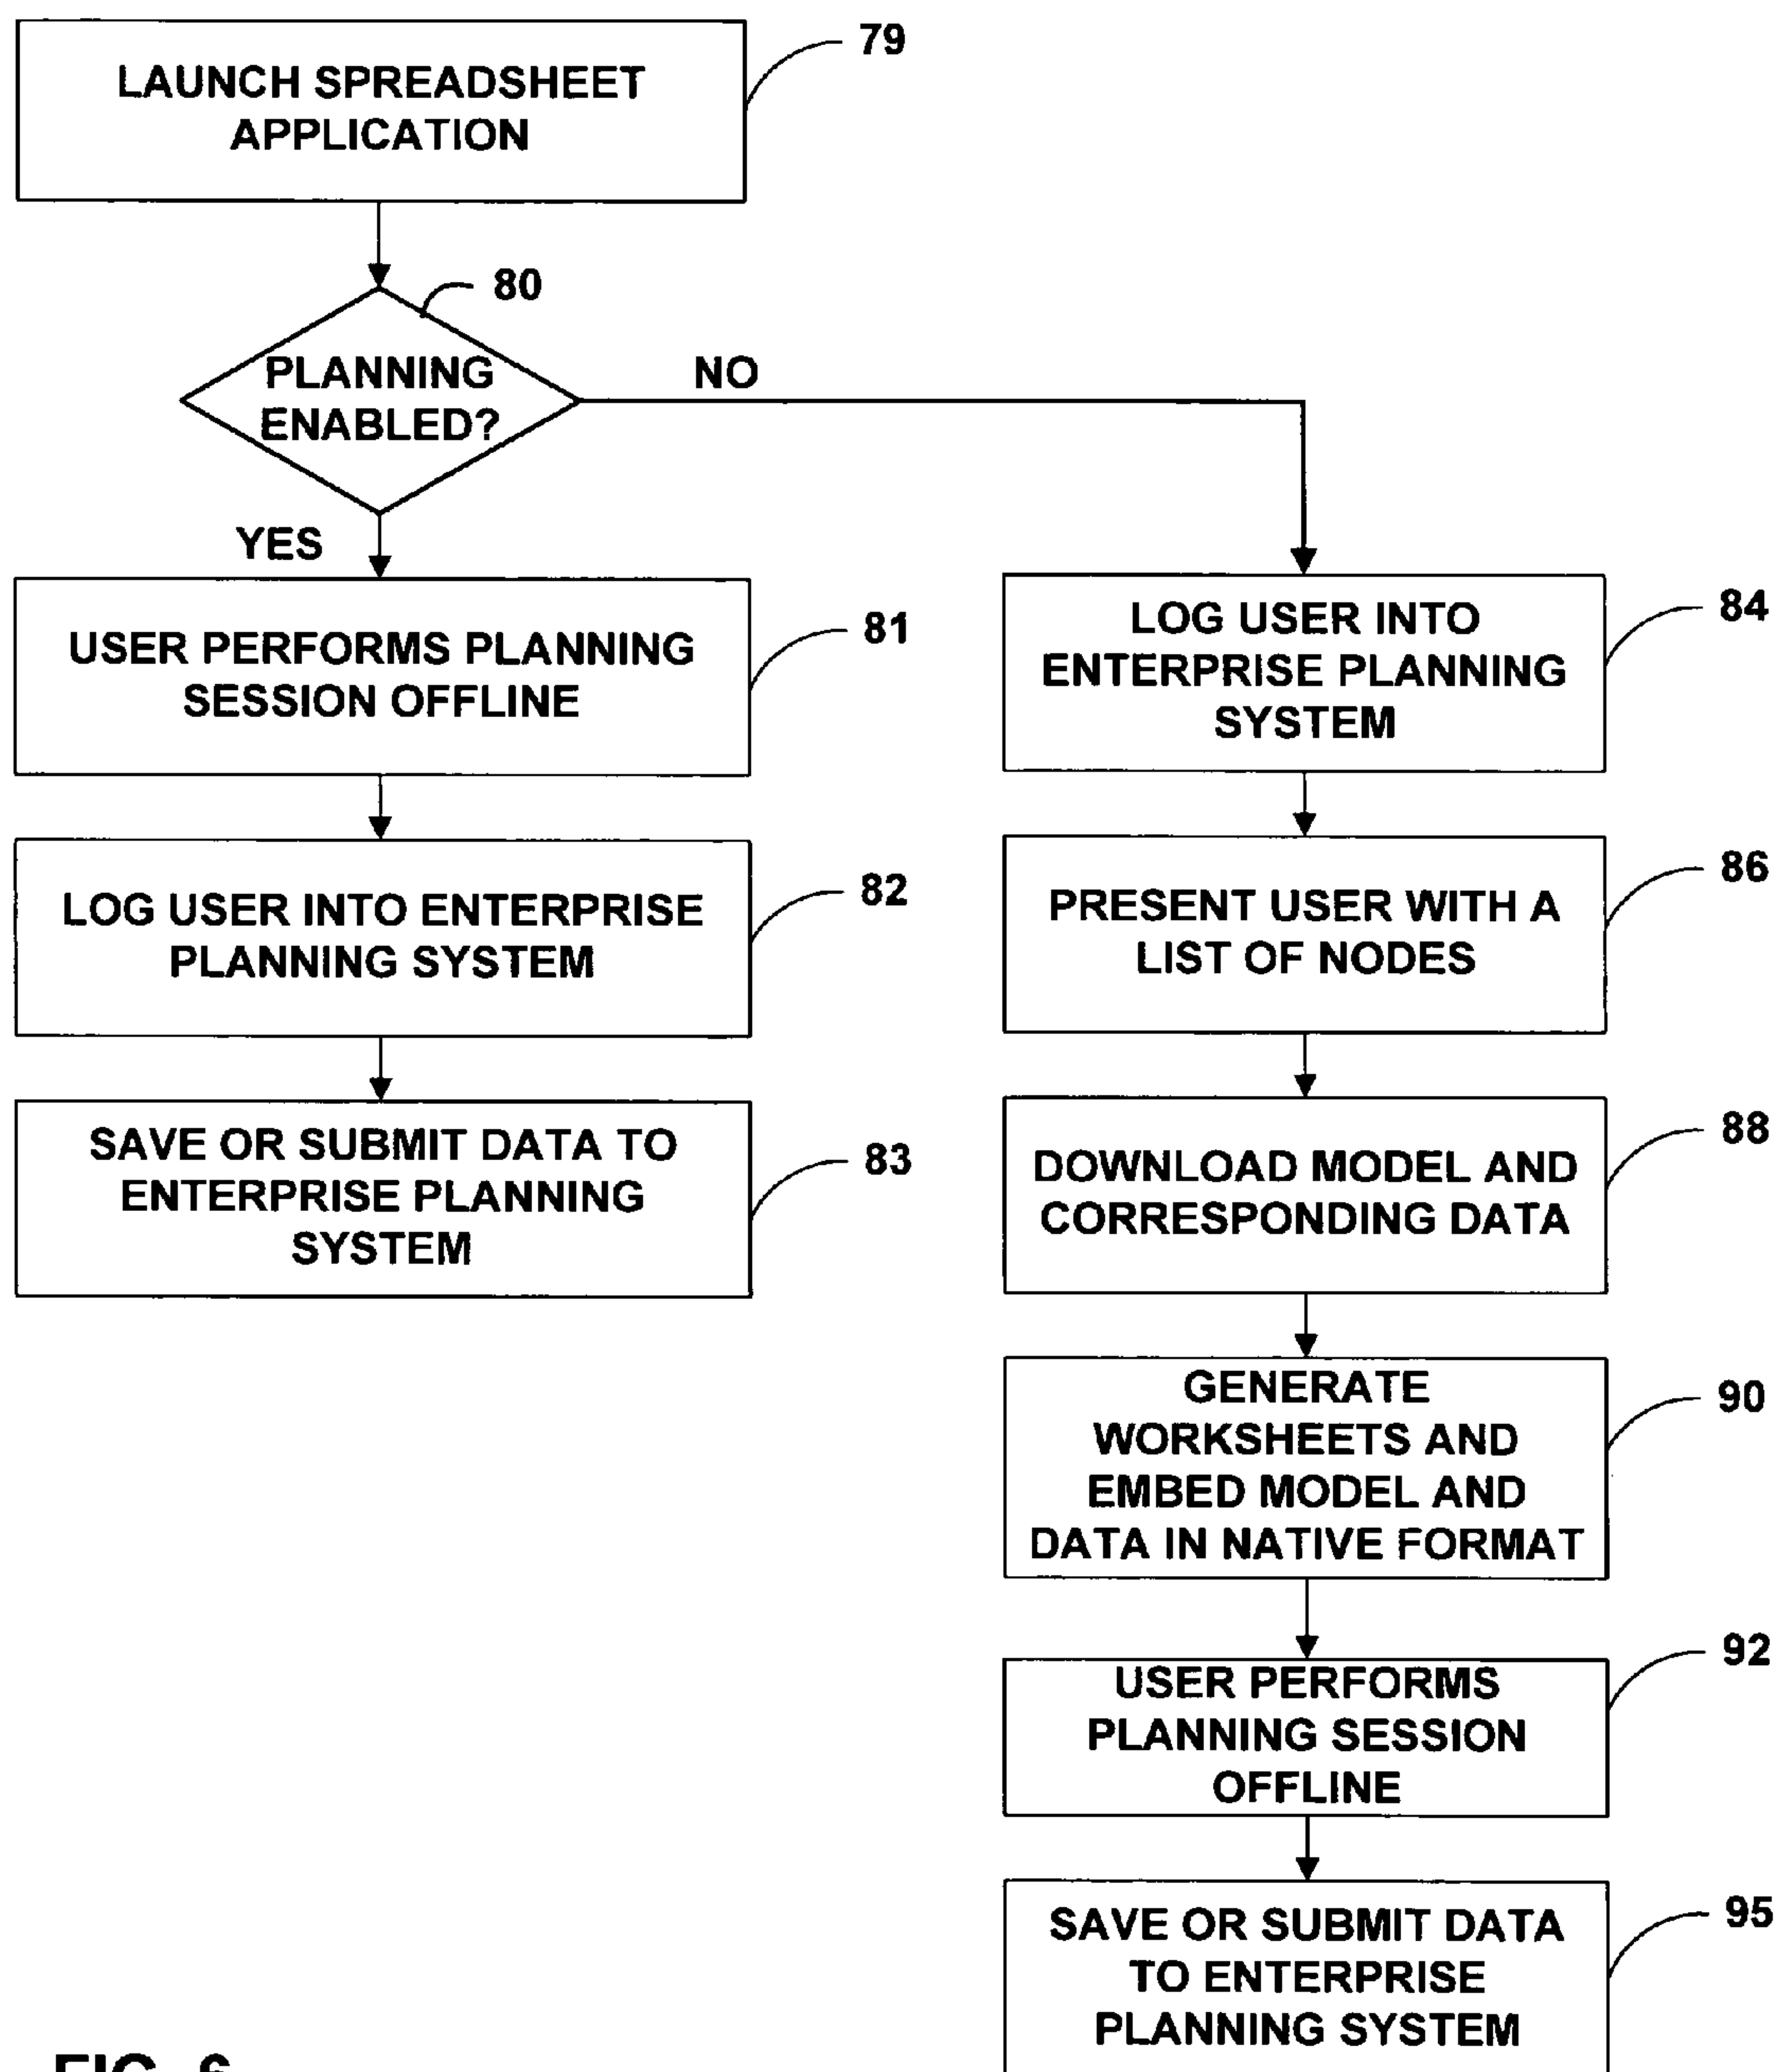 LAUNCH SPREADSHEET
APPLICATION
79
80
PLANNING
ENABLED?
NO
YES
USER PERFORMS PLANNING
SESSION OFFLINE
81
LOG USER INTO ENTERPRISE
PLANNING SYSTEM
82
SAVE OR SUBMIT DATA TO
ENTERPRISE PLANNING
SYSTEM
83
LOG USER INTO
ENTERPRISE PLANNING
SYSTEM
84
PRESENT USER WITH A
LIST OF NODES
86
DOWNLOAD MODEL AND
CORRESPONDING DATA
88
GENERATE
WORKSHEETS AND
EMBED MODEL AND
DATA IN NATIVE FORMAT
90
USER PERFORMS
PLANNING SESSION
OFFLINE
92
SAVE OR SUBMIT DATA
TO ENTERPRISE
PLANNING SYSTEM
95
FIG. 6